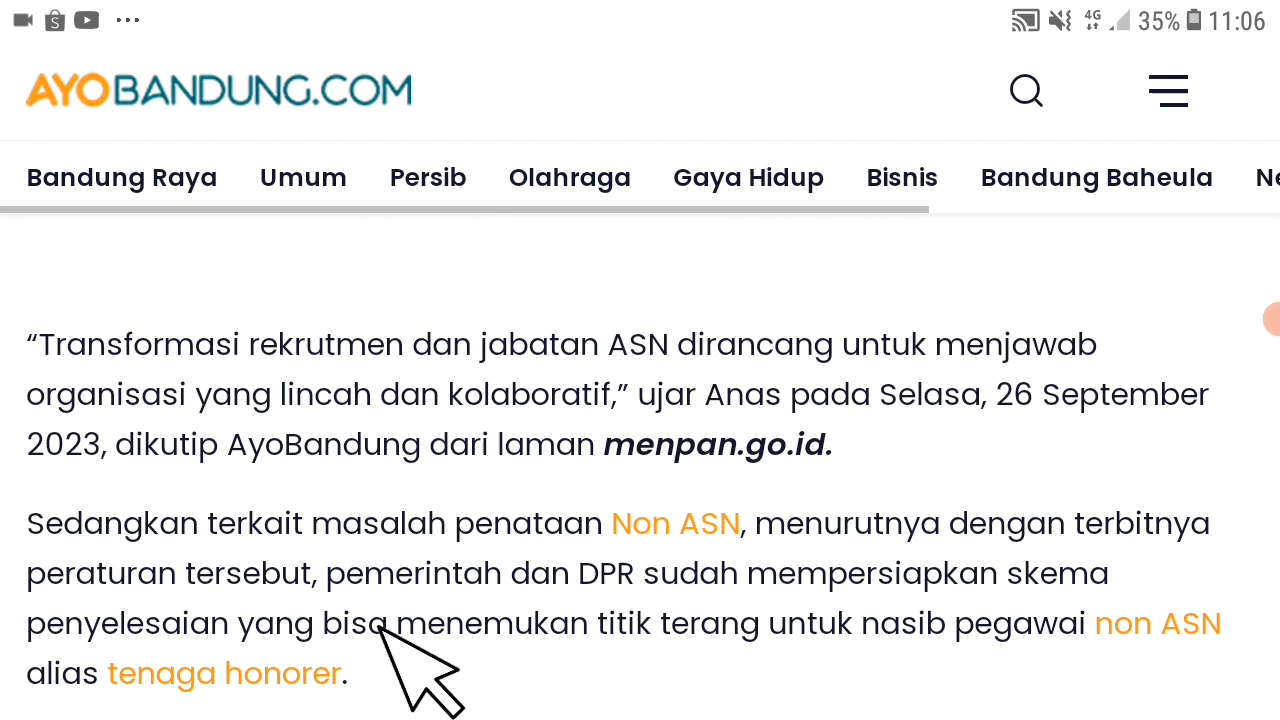 4G 35% 11:06
AYOBANDUNG.COM
Bandung Raya Umum Persib Olahraga Gaya Hidup Bisnis Bandung Baheula Ne
“Transformasi rekrutmen dan jabatan ASN dirancang untuk menjawab
organisasi yang lincah dan kolaboratif,” ujar Anas pada Selasa, 26 September
2023, dikutip AyoBandung dari laman menpan.go.id.
Sedangkan terkait masalah penataan Non ASN, menurutnya dengan terbitnya
peraturan tersebut, pemerintah dan DPR sudah mempersiapkan skema
penyelesaian yang bisa menemukan titik terang untuk nasib pegawai non ASN
alias tenaga honorer.